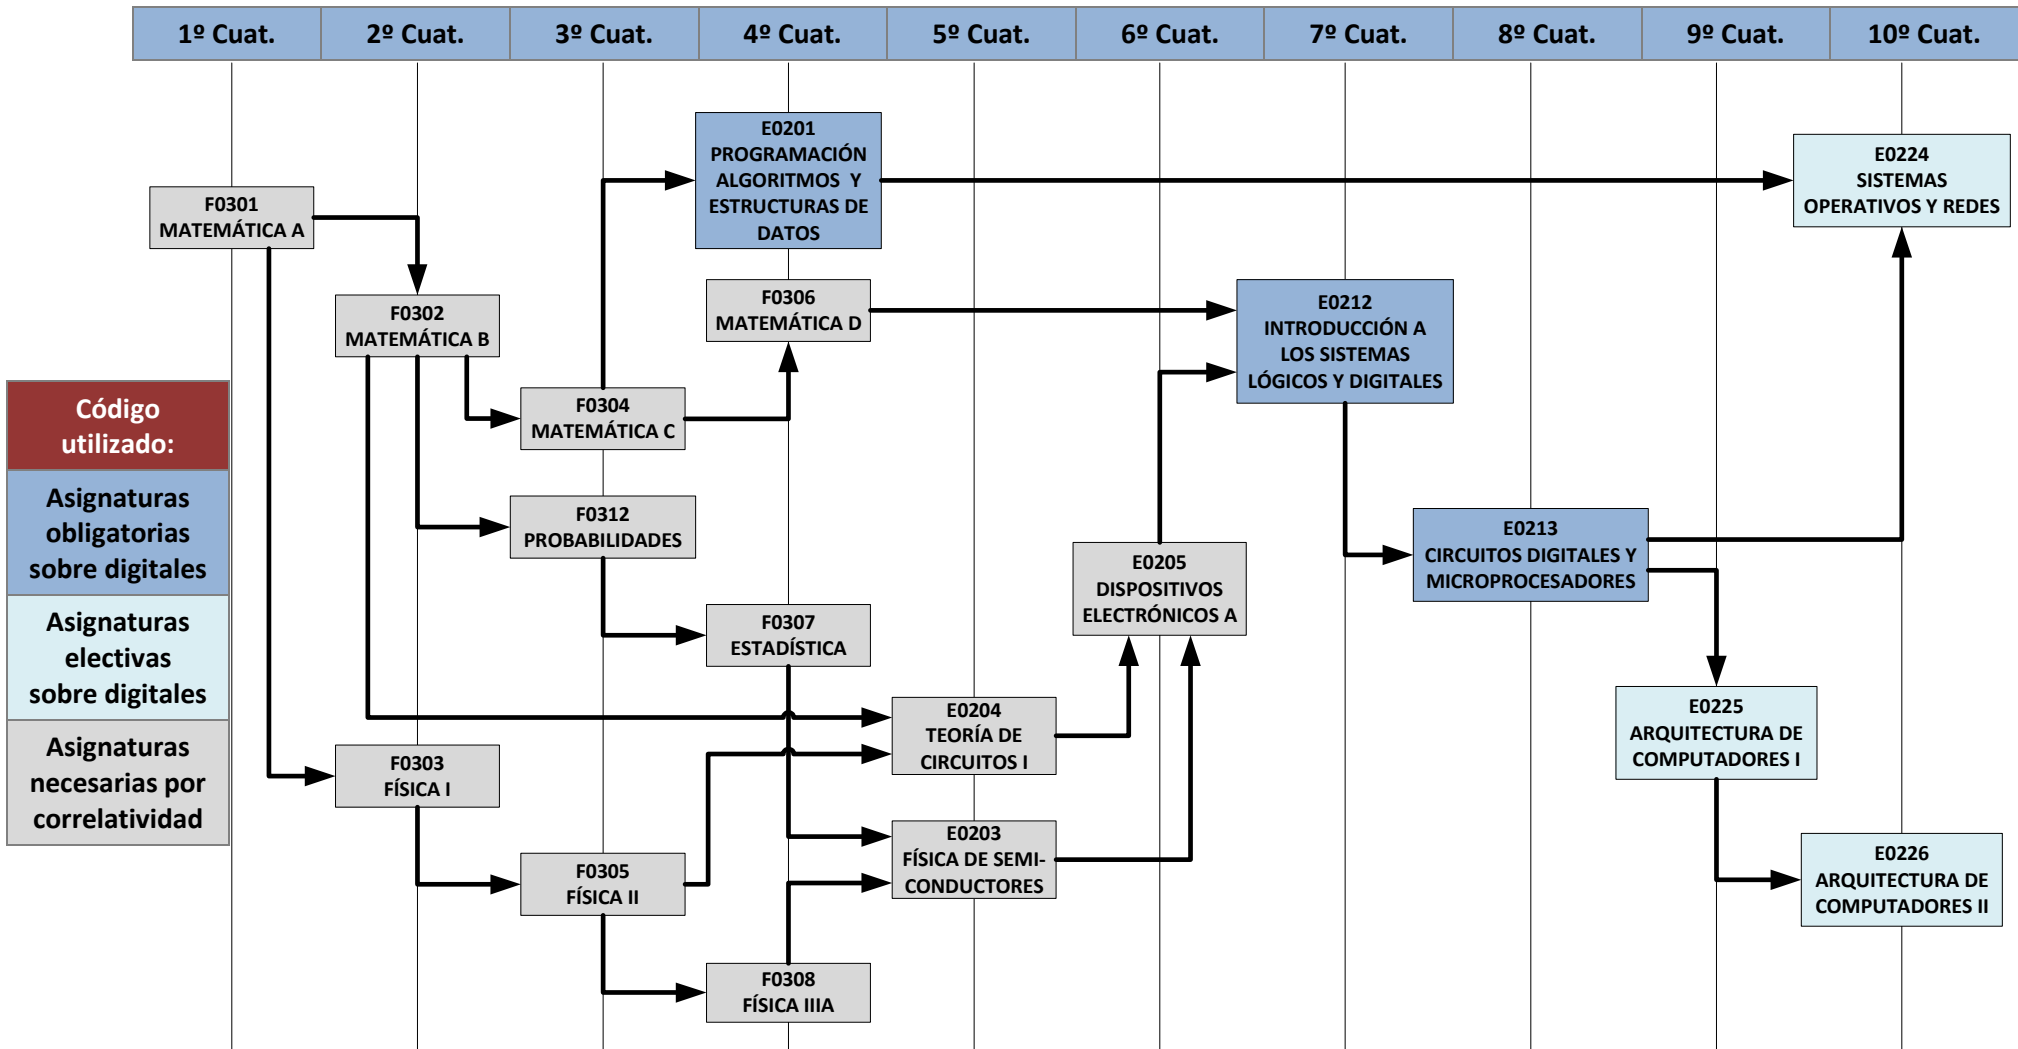 1º Cuat. 2º Cuat. 3º Cuat. 4º Cuat. 5º Cuat. 6º Cuat. 7º Cuat. 8º Cuat. 9º Cuat. 10º Cuat.
F0301
MATEMÁTICA A
F0302
MATEMÁTICA B
F0303
FÍSICA I
F0304
MATEMÁTICA C
F0312
PROBABILIDADES
F0305
FÍSICA II
E0201
PROGRAMACIÓN
ALGORITMOS Y
ESTRUCTURAS DE
DATOS
F0306
MATEMÁTICA D
F0307
ESTADÍSTICA
F0308
FÍSICA IIIA
E0204
TEORÍA DE
CIRCUITOS I
E0203
FÍSICA DE SEMI-
CONDUCTORES
E0205
DISPOSITIVOS
ELECTRÓNICOS A
E0212
INTRODUCCIÓN A
LOS SISTEMAS
LÓGICOS Y DIGITALES
E0213
CIRCUITOS DIGITALES Y
MICROPROCESADORES
E0225
ARQUITECTURA DE
COMPUTADORES I
E0224
SISTEMAS
OPERATIVOS Y REDES
E0226
ARQUITECTURA DE
COMPUTADORES II
Código
utilizado:
Asignaturas
obligatorias
sobre digitales
Asignaturas
electivas
sobre digitales
Asignaturas
necesarias por
correlatividad